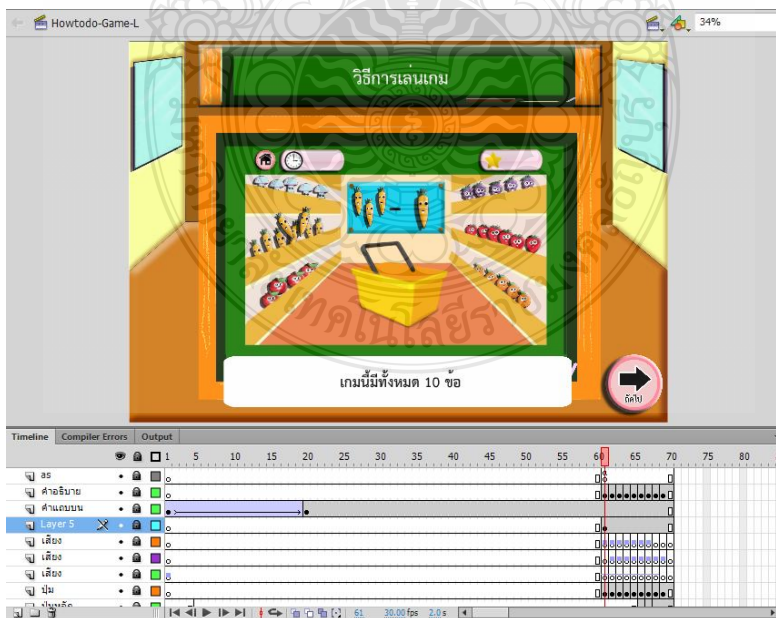 Howtodo-Game-L
34%
วิธีการเล่นเกม
เกมนี้มีทั้งหมด 10 ข้อ
ถัดไป
Timeline Compiler Errors Output
1 5 10 15 20 25 30 35 40 45 50 55 60 65 70 75 80
as
คำอธิบาย
คำแถบบน
Layer 5
เสียง
เสียง
เสียง
ปุ่ม
61 30.00 fps 2.0 s